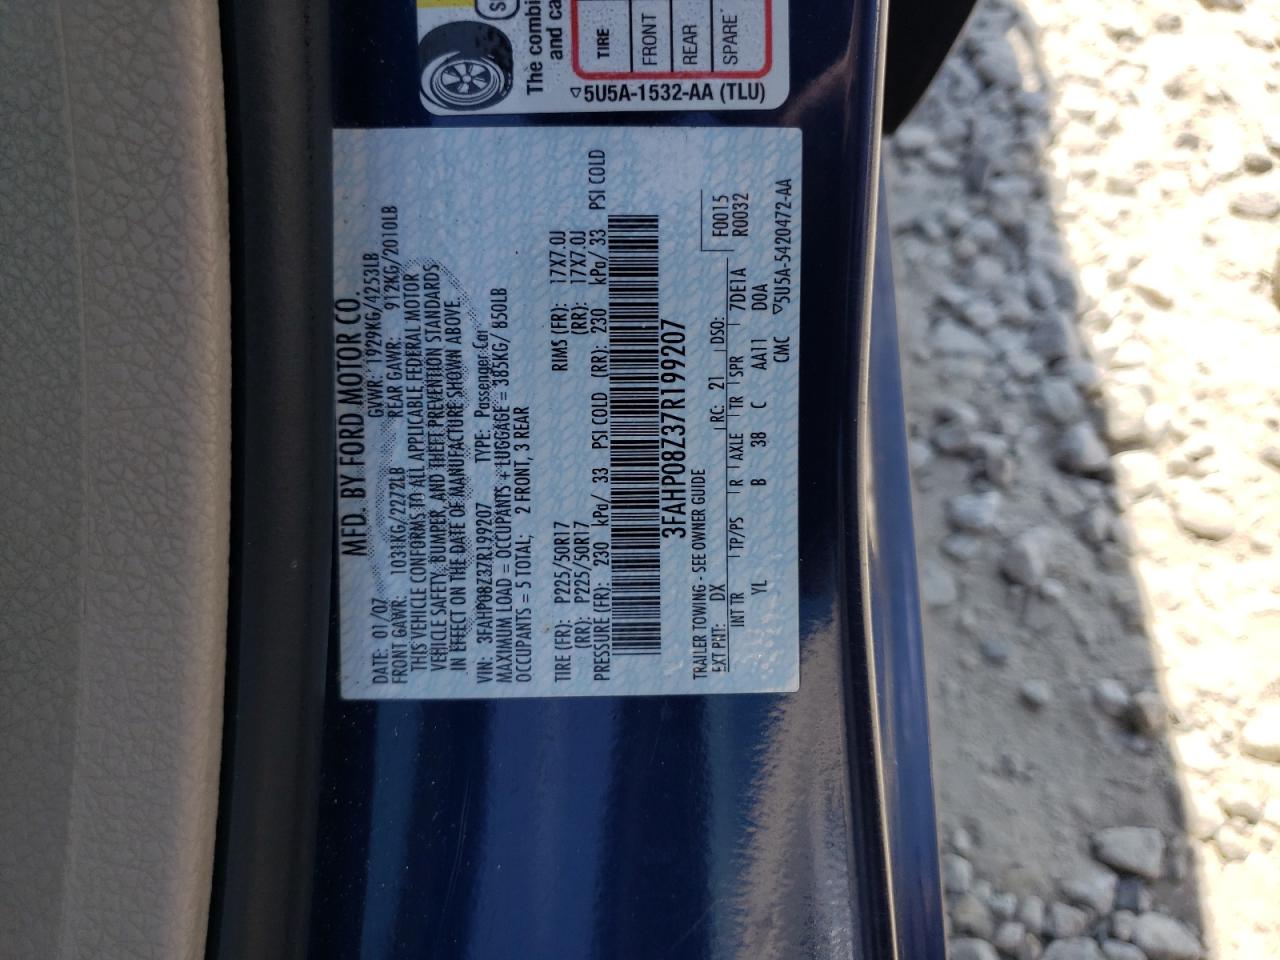 The combi
and ca
TIRE
FRONT
REAR
SPARE
▽5U5A-1532-AA (TLU)
MFD. BY FORD MOTOR CO.
DATE: 01/07 GVWR: 1929KG/4253LB
FRONT GAWR: 1031KG/2272LB REAR GAWR: 912KG/2010LB
THIS VEHICLE CONFORMS TO ALL APPLICABLE FEDERAL MOTOR
VEHICLE SAFETY, BUMPER, AND THEFT PREVENTION STANDARDS
IN EFFECT ON THE DATE OF MANUFACTURE SHOWN ABOVE.
VIN: 3FAHP08Z37R199207 TYPE: Passenger Car
MAXIMUM LOAD = OCCUPANTS + LUGGAGE = 385KG/ 850LB
OCCUPANTS = 5 TOTAL; 2 FRONT, 3 REAR
TIRE (FR): P225/50R17 RIMS (FR): 17X7.0J
(RR): P225/50R17 (RR): 17X7.0J
PRESSURE (FR): 230 kPa/ 33 PSI COLD (RR): 230 kPa/ 33 PSI COLD
3FAHP08Z37R199207
TRAILER TOWING - SEE OWNER GUIDE F0015
EXT PNT: DX RC: 21 DSO: R0032
INT TR TP/PS R AXLE TR SPR 7DE1A
YL B 38 C AA11 D0A
CMC ▽5U5A-5420472-AA